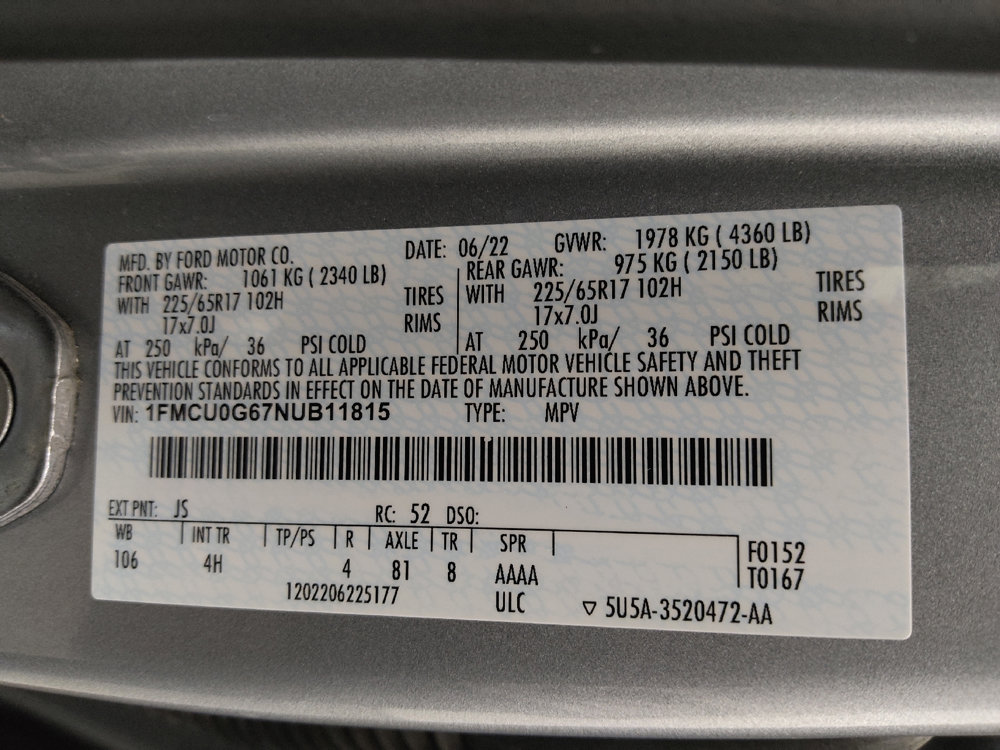 MFD. BY FORD MOTOR CO. DATE: 06/22 GVWR: 1978 KG ( 4360 LB)
FRONT GAWR: 1061 KG ( 2340 LB) REAR GAWR: 975 KG ( 2150 LB)
WITH 225/65R17 102H TIRES WITH 225/65R17 102H TIRES
17x7.0J RIMS 17x7.0J RIMS
AT 250 kPa/ 36 PSI COLD AT 250 kPa/ 36 PSI COLD
THIS VEHICLE CONFORMS TO ALL APPLICABLE FEDERAL MOTOR VEHICLE SAFETY AND THEFT
PREVENTION STANDARDS IN EFFECT ON THE DATE OF MANUFACTURE SHOWN ABOVE.
VIN: 1FMCU0G67NUB11815 TYPE: MPV
EXT PNT: JS RC: 52 DSO:
WB INT TR TP/PS R AXLE TR SPR F0152
106 4H 4 81 8 AAAA T0167
1202206225177 ULC ▽ 5U5A-3520472-AA